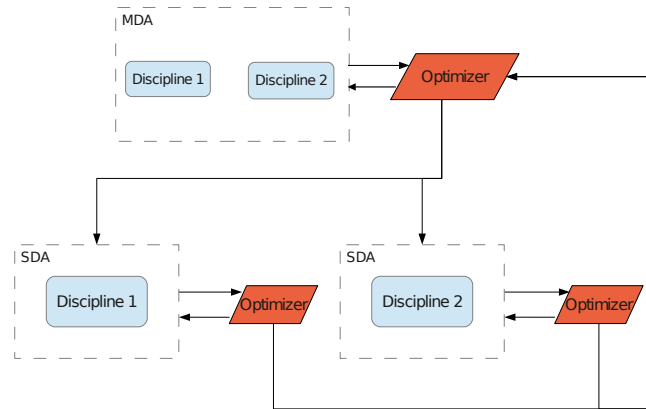 MDA
Discipline 1
Discipline 2
Optimizer
SDA
Discipline 1
Optimizer
SDA
Discipline 2
Optimizer